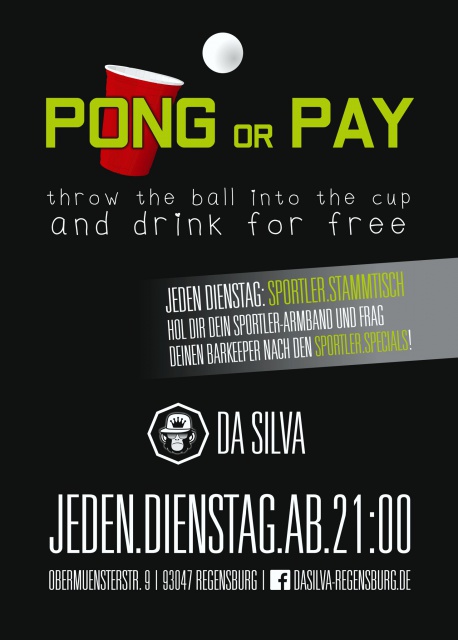 PONG OR PAY
throw the ball into the cup
and drink for free
JEDEN DIENSTAG: SPORTLER.STAMMTISCH
HOL DIR DEIN SPORTLER-ARMBAND UND FRAG
DEINEN BARKEEPER NACH DEN SPORTLER.SPECIALS!
DA SILVA
JEDEN.DIENSTAG.AB.21:00
OBERMUENSTERSTR. 9 | 93047 REGENSBURG | f DASILVA-REGENSBURG.DE